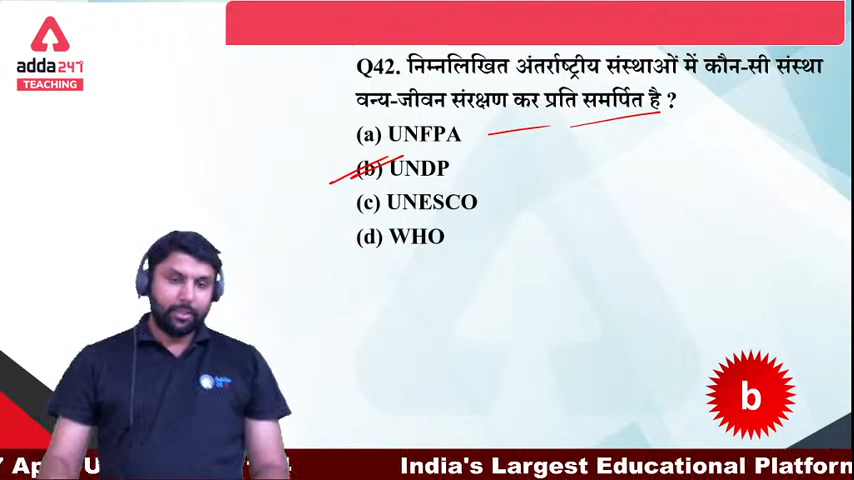 adda247
TEACHING
Q42. निम्नलिखित अंतर्राष्ट्रीय संस्थाओं में कौन-सी संस्था
वन्य-जीवन संरक्षण कर प्रति समर्पित है ?
(a) UNFPA
(b) UNDP
(c) UNESCO
(d) WHO
b
India's Largest Educational Platform